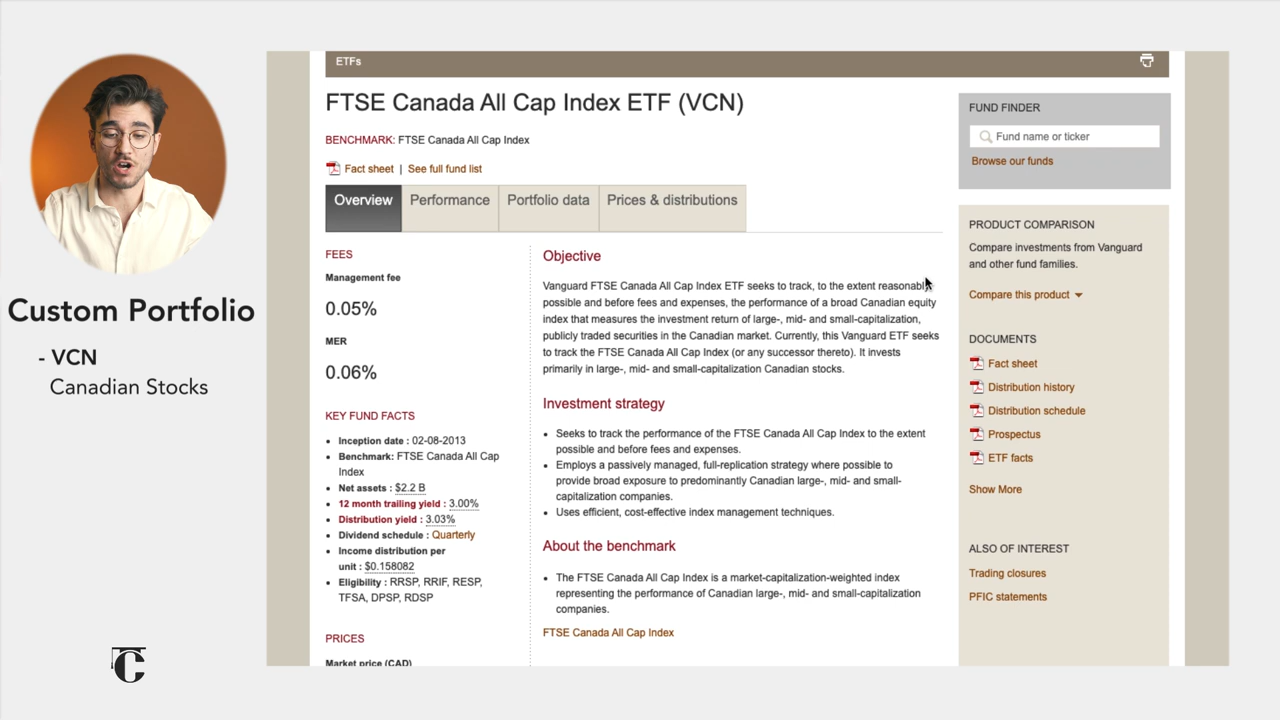 Custom Portfolio
- VCN
Canadian Stocks
ETFs
FTSE Canada All Cap Index ETF (VCN)
BENCHMARK: FTSE Canada All Cap Index
Fact sheet | See full fund list
Overview
Performance
Portfolio data
Prices & distributions
FEES
Management fee
0.05%
MER
0.06%
KEY FUND FACTS
• Inception date : 02-08-2013
• Benchmark: FTSE Canada All Cap
Index
• Net assets : $2.2 B
• 12 month trailing yield : 3.00%
• Distribution yield : 3.03%
• Dividend schedule : Quarterly
• Income distribution per
unit : $0.158082
• Eligibility : RRSP, RRIF, RESP,
TFSA, DPSP, RDSP
PRICES
Market price (CAD)
Objective
Vanguard FTSE Canada All Cap Index ETF seeks to track, to the extent reasonably
possible and before fees and expenses, the performance of a broad Canadian equity
index that measures the investment return of large-, mid- and small-capitalization,
publicly traded securities in the Canadian market. Currently, this Vanguard ETF seeks
to track the FTSE Canada All Cap Index (or any successor thereto). It invests
primarily in large-, mid- and small-capitalization Canadian stocks.
Investment strategy
• Seeks to track the performance of the FTSE Canada All Cap Index to the extent
possible and before fees and expenses.
• Employs a passively managed, full-replication strategy where possible to
provide broad exposure to predominantly Canadian large-, mid- and small-
capitalization companies.
• Uses efficient, cost-effective index management techniques.
About the benchmark
• The FTSE Canada All Cap Index is a market-capitalization-weighted index
representing the performance of Canadian large-, mid- and small-capitalization
companies.
FTSE Canada All Cap Index
FUND FINDER
Fund name or ticker
Browse our funds
PRODUCT COMPARISON
Compare investments from Vanguard
and other fund families.
Compare this product
DOCUMENTS
Fact sheet
Distribution history
Distribution schedule
Prospectus
ETF facts
Show More
ALSO OF INTEREST
Trading closures
PFIC statements